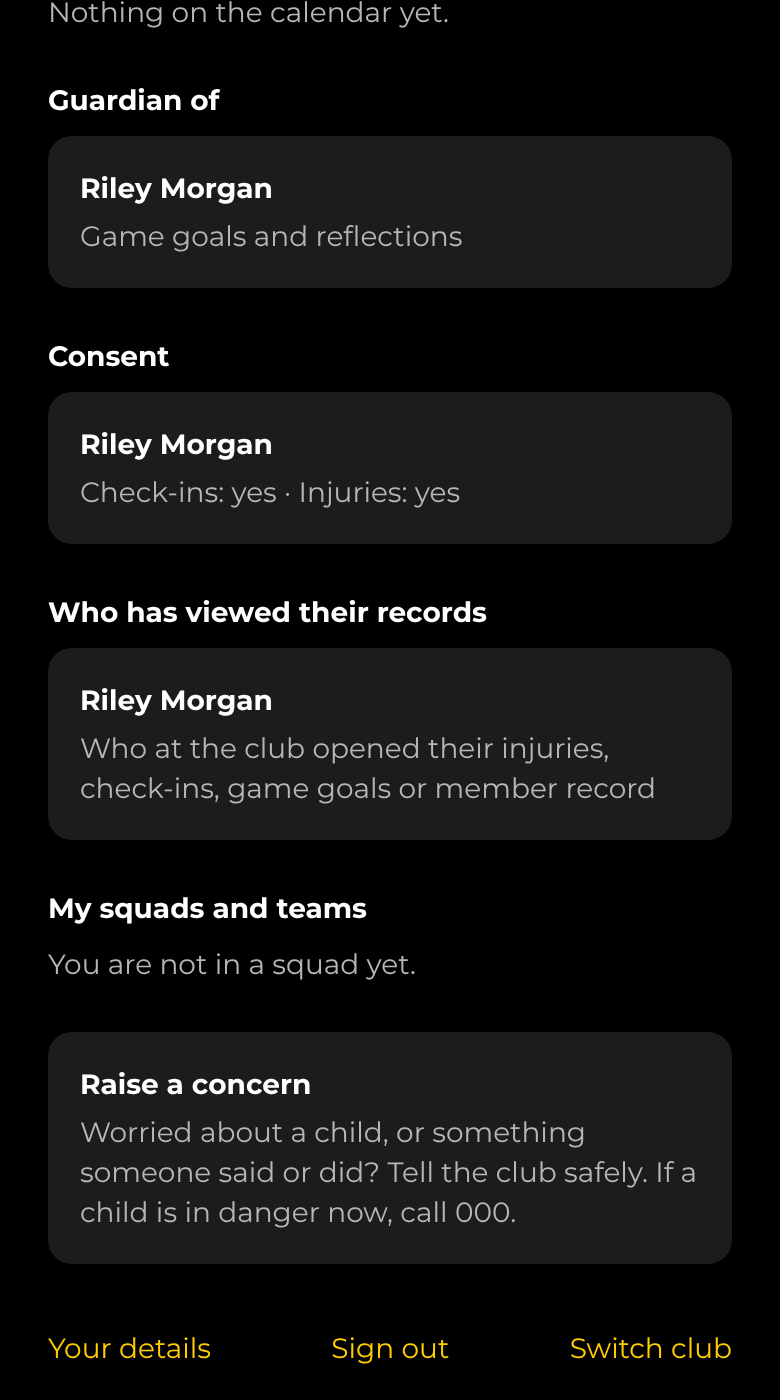 Nothing on the calendar yet.
Guardian of
Riley Morgan
Game goals and reflections
Consent
Riley Morgan
Check-ins: yes · Injuries: yes
Who has viewed their records
Riley Morgan
Who at the club opened their injuries,
check-ins, game goals or member record
My squads and teams
You are not in a squad yet.
Raise a concern
Worried about a child, or something
someone said or did? Tell the club safely. If a
child is in danger now, call 000.
Your details Sign out Switch club